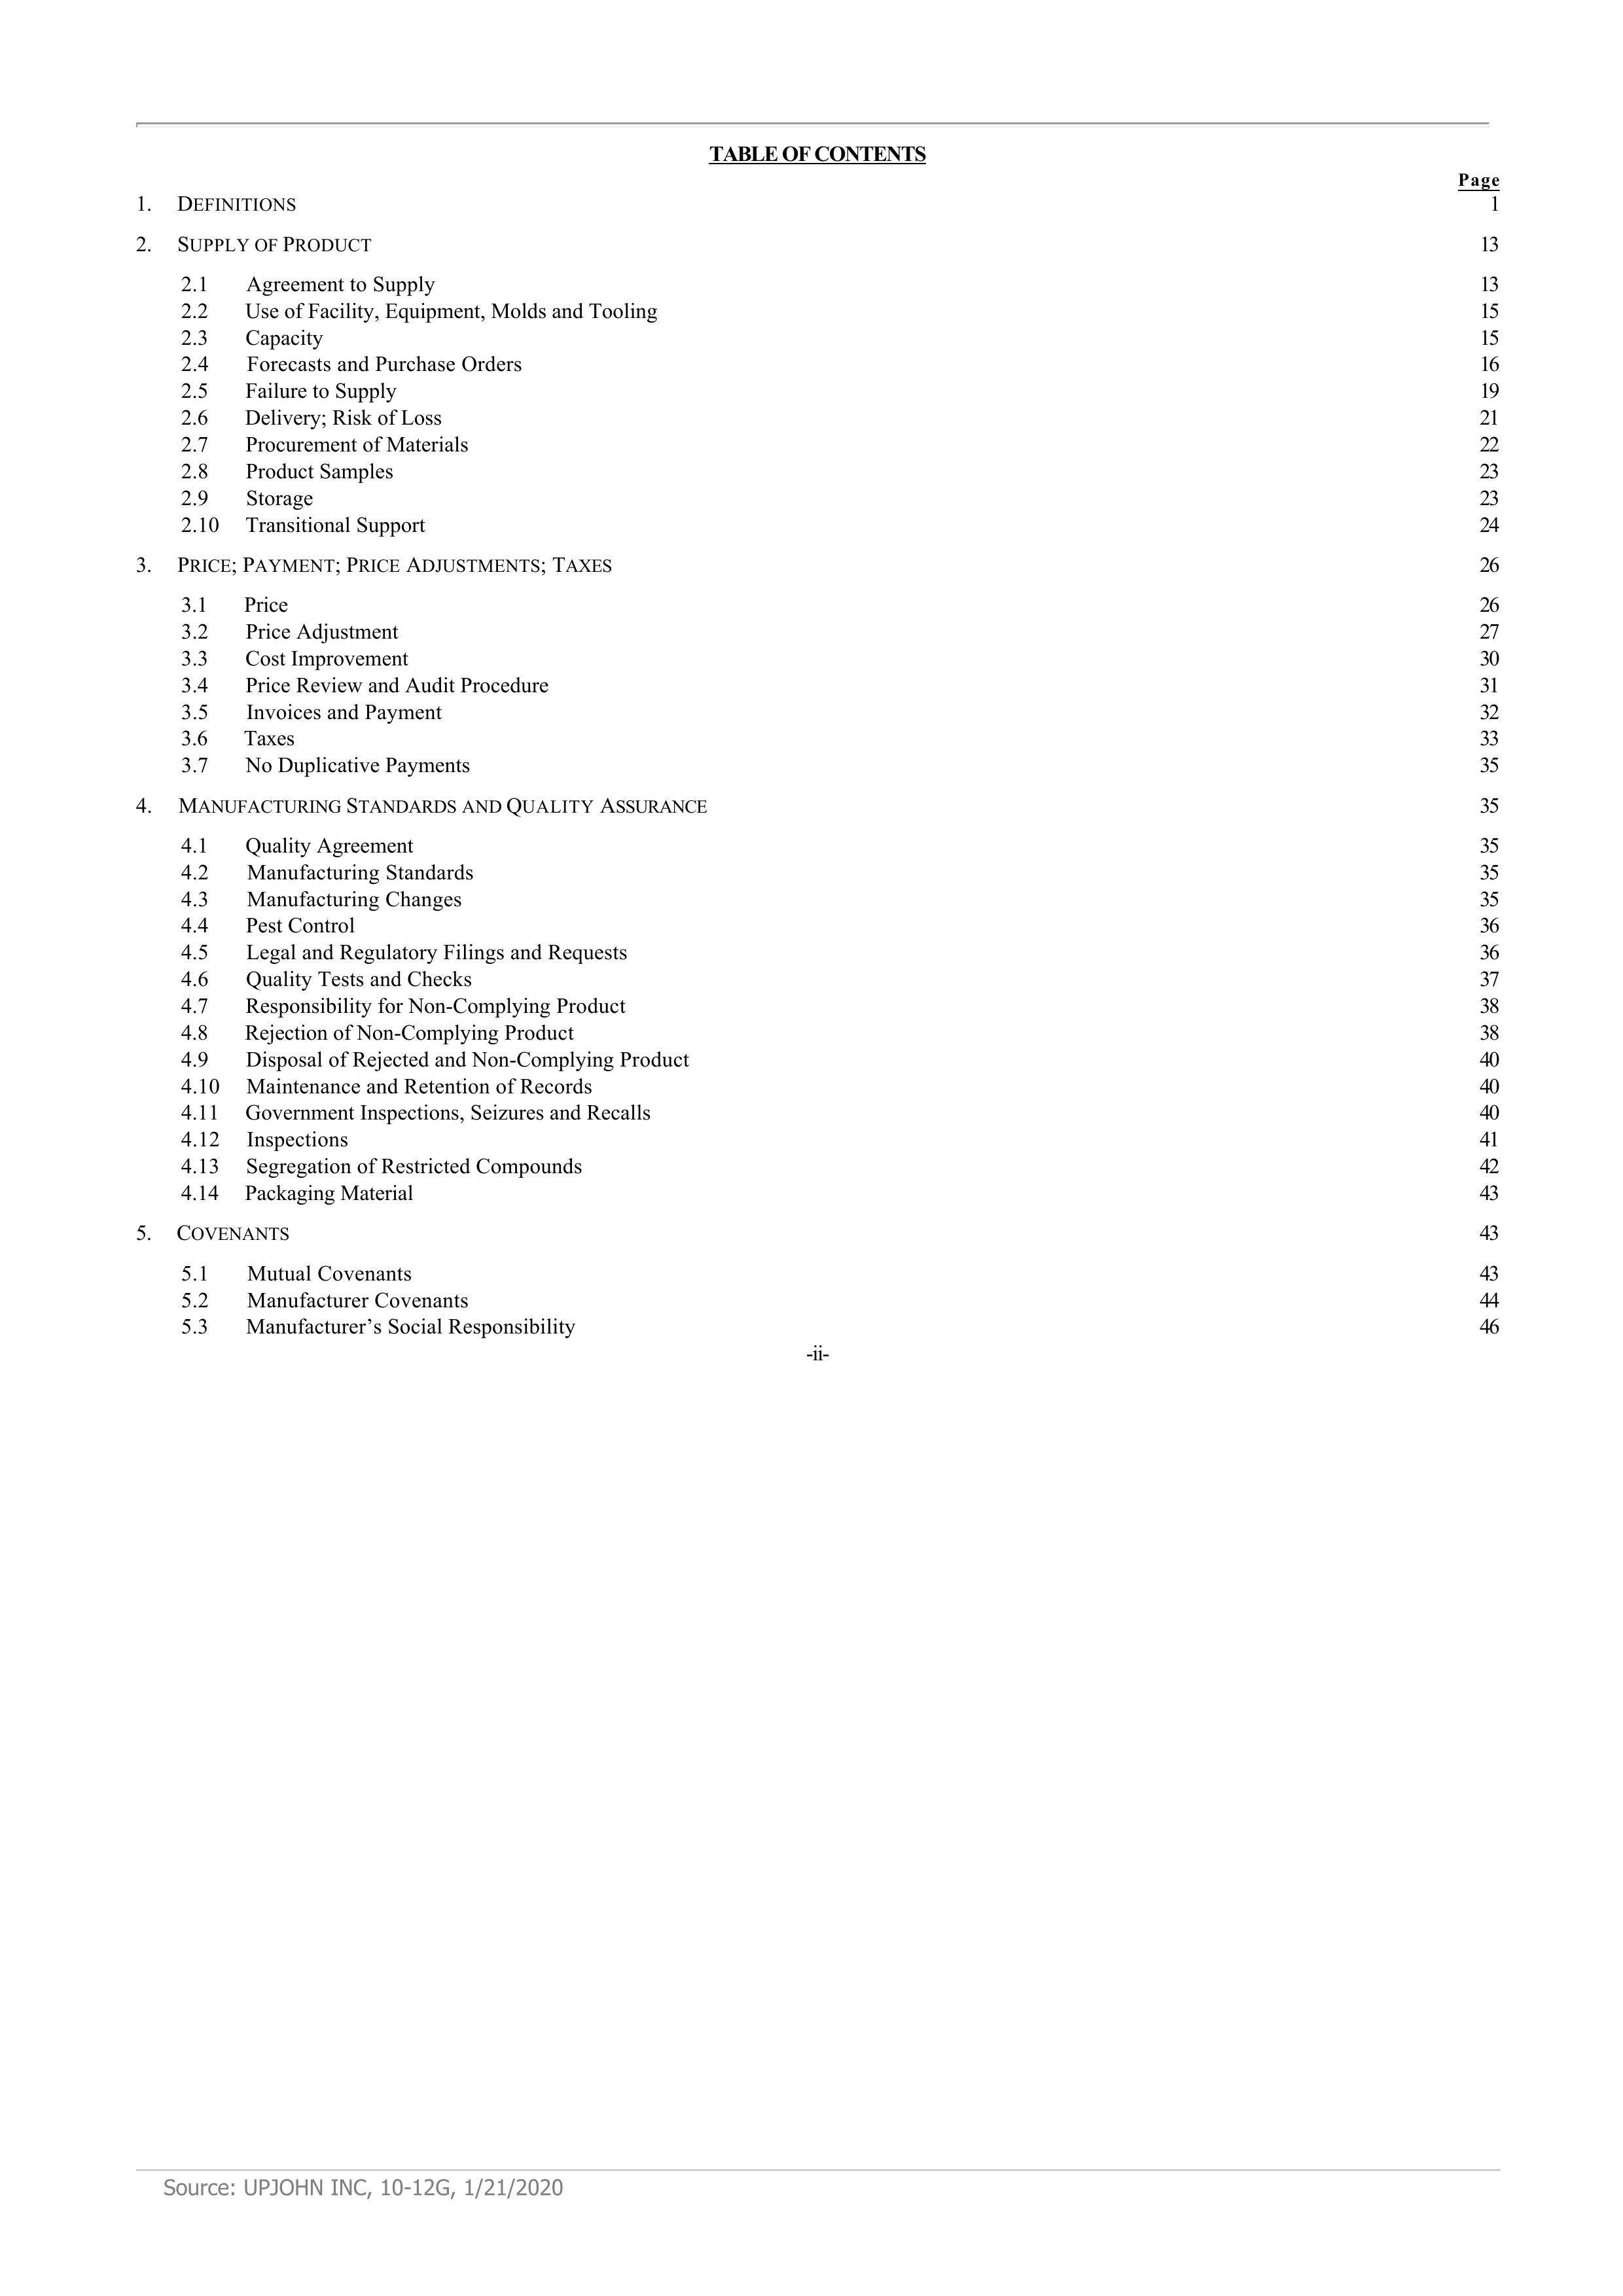 TABLE OF CONTENTS
Page
1. DEFINITIONS 1
2. SUPPLY OF PRODUCT 13
2.1 Agreement to Supply 13
2.2 Use of Facility, Equipment, Molds and Tooling 15
2.3 Capacity 15
2.4 Forecasts and Purchase Orders 16
2.5 Failure to Supply 19
2.6 Delivery; Risk of Loss 21
2.7 Procurement of Materials 22
2.8 Product Samples 23
2.9 Storage 23
2.10 Transitional Support 24
3. PRICE; PAYMENT; PRICE ADJUSTMENTS; TAXES 26
3.1 Price 26
3.2 Price Adjustment 27
3.3 Cost Improvement 30
3.4 Price Review and Audit Procedure 31
3.5 Invoices and Payment 32
3.6 Taxes 33
3.7 No Duplicative Payments 35
4. MANUFACTURING STANDARDS AND QUALITY ASSURANCE 35
4.1 Quality Agreement 35
4.2 Manufacturing Standards 35
4.3 Manufacturing Changes 35
4.4 Pest Control 36
4.5 Legal and Regulatory Filings and Requests 36
4.6 Quality Tests and Checks 37
4.7 Responsibility for Non-Complying Product 38
4.8 Rejection of Non-Complying Product 38
4.9 Disposal of Rejected and Non-Complying Product 40
4.10 Maintenance and Retention of Records 40
4.11 Government Inspections, Seizures and Recalls 40
4.12 Inspections 41
4.13 Segregation of Restricted Compounds 42
4.14 Packaging Material 43
5. COVENANTS 43
5.1 Mutual Covenants 43
5.2 Manufacturer Covenants 44
5.3 Manufacturer’s Social Responsibility 46
-ii-
Source: UPJOHN INC, 10-12G, 1/21/2020